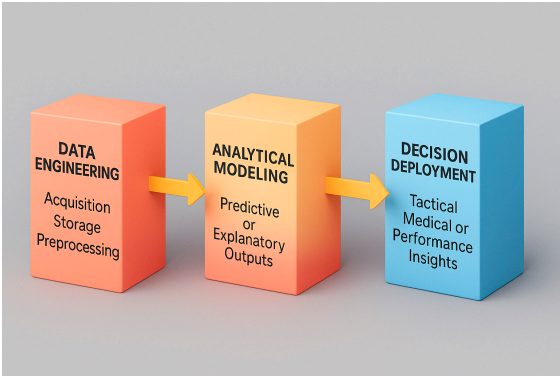 DATA
ENGINEERING
Acquisition
Storage
Preprocessing
ANALYTICAL
MODELING
Predictive
or
Explanatory
Outputs
DECISION
DEPLOYMENT
Tactical
Medical or
Performance
Insights